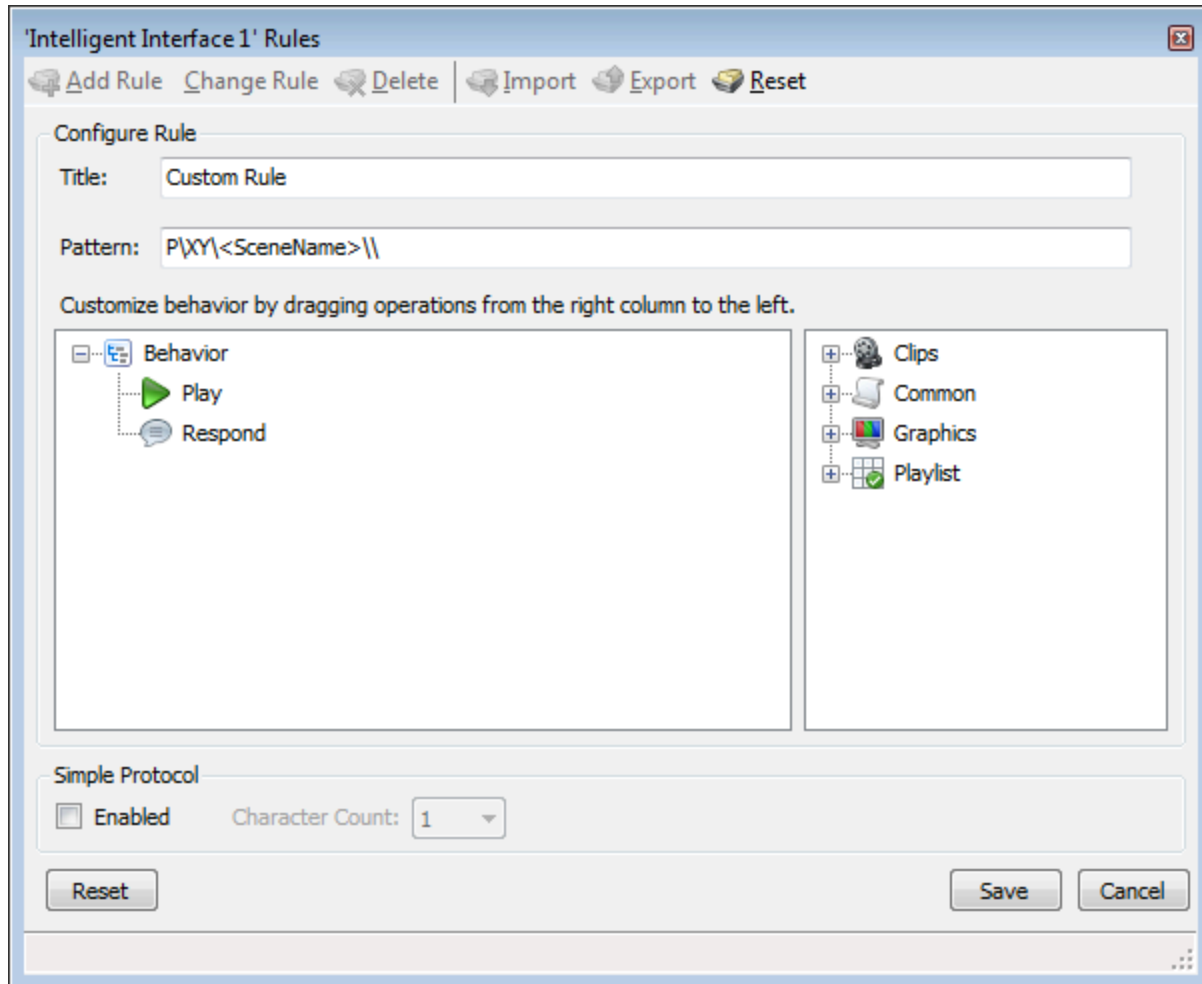 'Intelligent Interface 1' Rules
Add Rule Change Rule Delete Import Export Reset
Configure Rule
Title: Custom Rule
Pattern: P\XY\<SceneName>\\
Customize behavior by dragging operations from the right column to the left.
Behavior
Play
Respond
Clips
Common
Graphics
Playlist
Simple Protocol
Enabled Character Count: 1
Reset Save Cancel